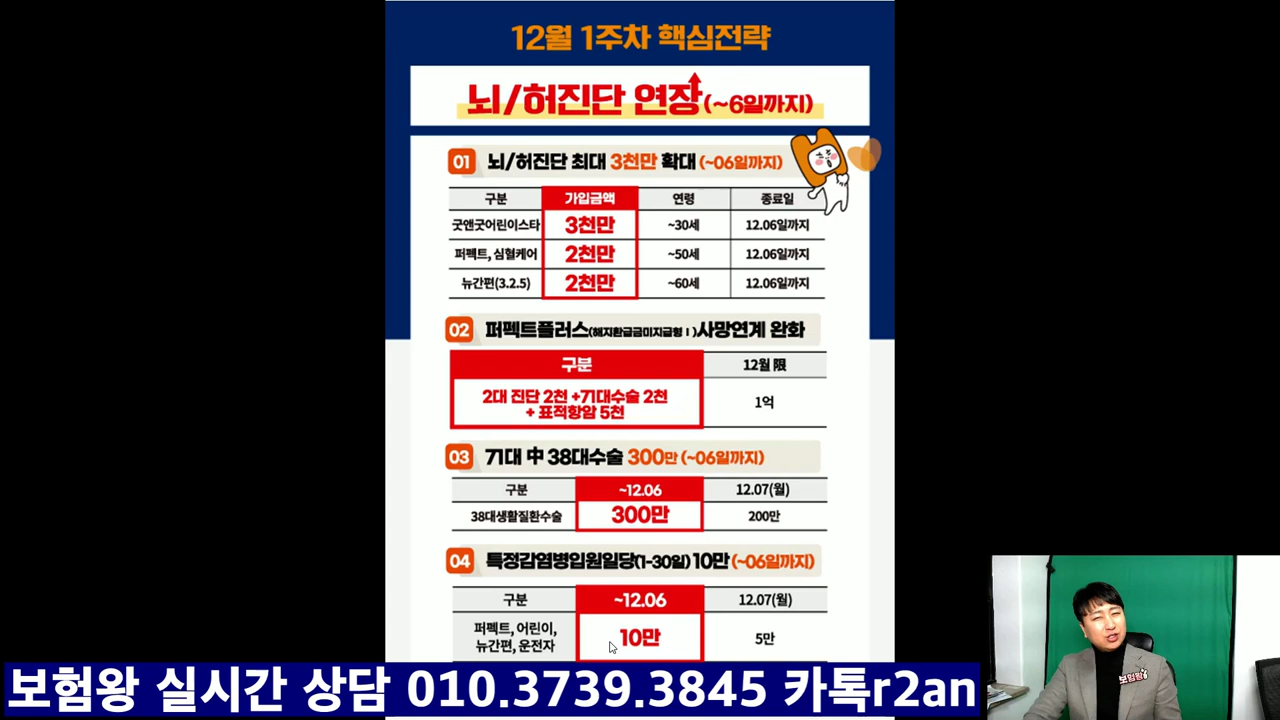 12월 1주차 핵심전략
뇌/허진단 연장(~6일까지)
01 뇌/허진단 최대 3천만 확대 (~06일까지)
구분 가입금액 연령 종료일
굿앤굿어린이스타 3천만 ~30세 12.06일까지
퍼펙트, 심혈케어 2천만 ~50세 12.06일까지
뉴간편(3.2.5) 2천만 ~60세 12.06일까지
02 퍼펙트플러스(해지환급금미지급형Ⅰ)사망연계 완화
구분 12월 限
2대 진단 2천 +71대수술 2천
+ 표적항암 5천
1억
03 71대 中 38대수술 300만 (~06일까지)
구분 ~12.06 12.07(월)
38대생활질환수술 300만 200만
04 특정감염병입원일당(1-30일) 10만 (~06일까지)
구분 ~12.06 12.07(월)
퍼펙트, 어린이,
뉴간편, 운전자
10만 5만
보험왕
보험왕 실시간 상담 010.3739.3845 카톡r2an